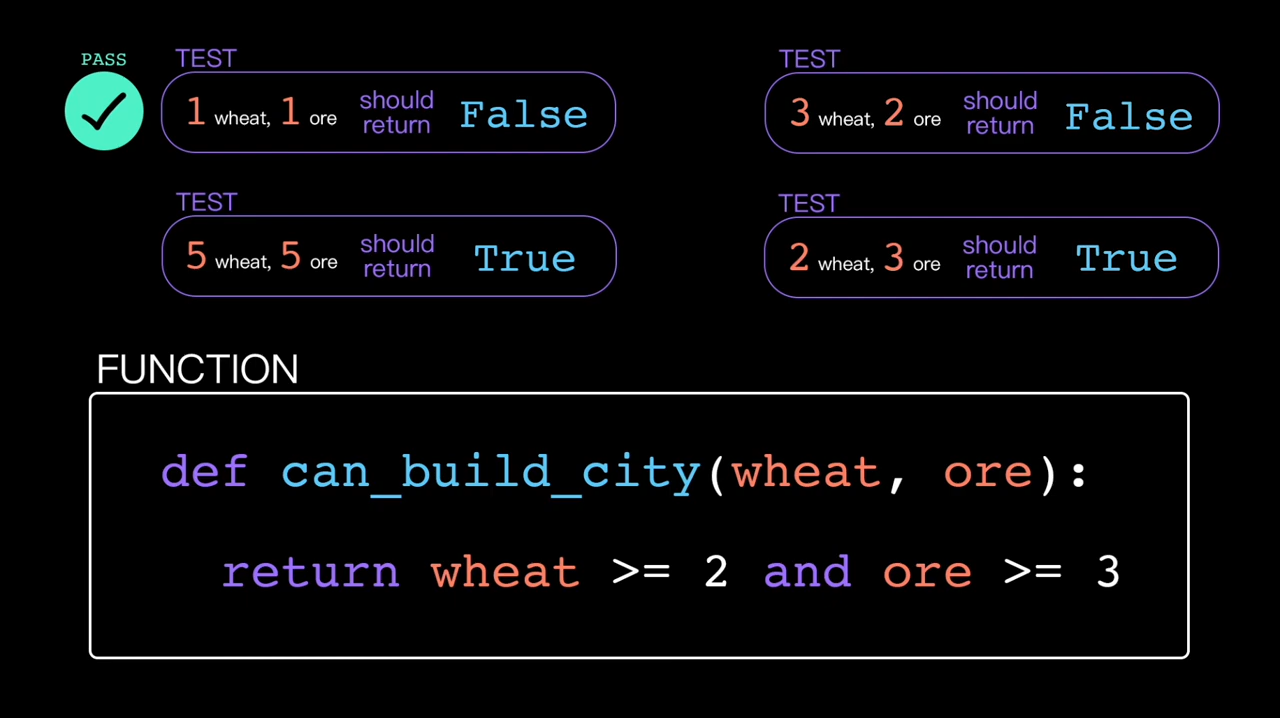 PASS
TEST
1 wheat, 1 ore should return False
TEST
3 wheat, 2 ore should return False
TEST
5 wheat, 5 ore should return True
TEST
2 wheat, 3 ore should return True
FUNCTION
def can_build_city(wheat, ore):
return wheat >= 2 and ore >= 3